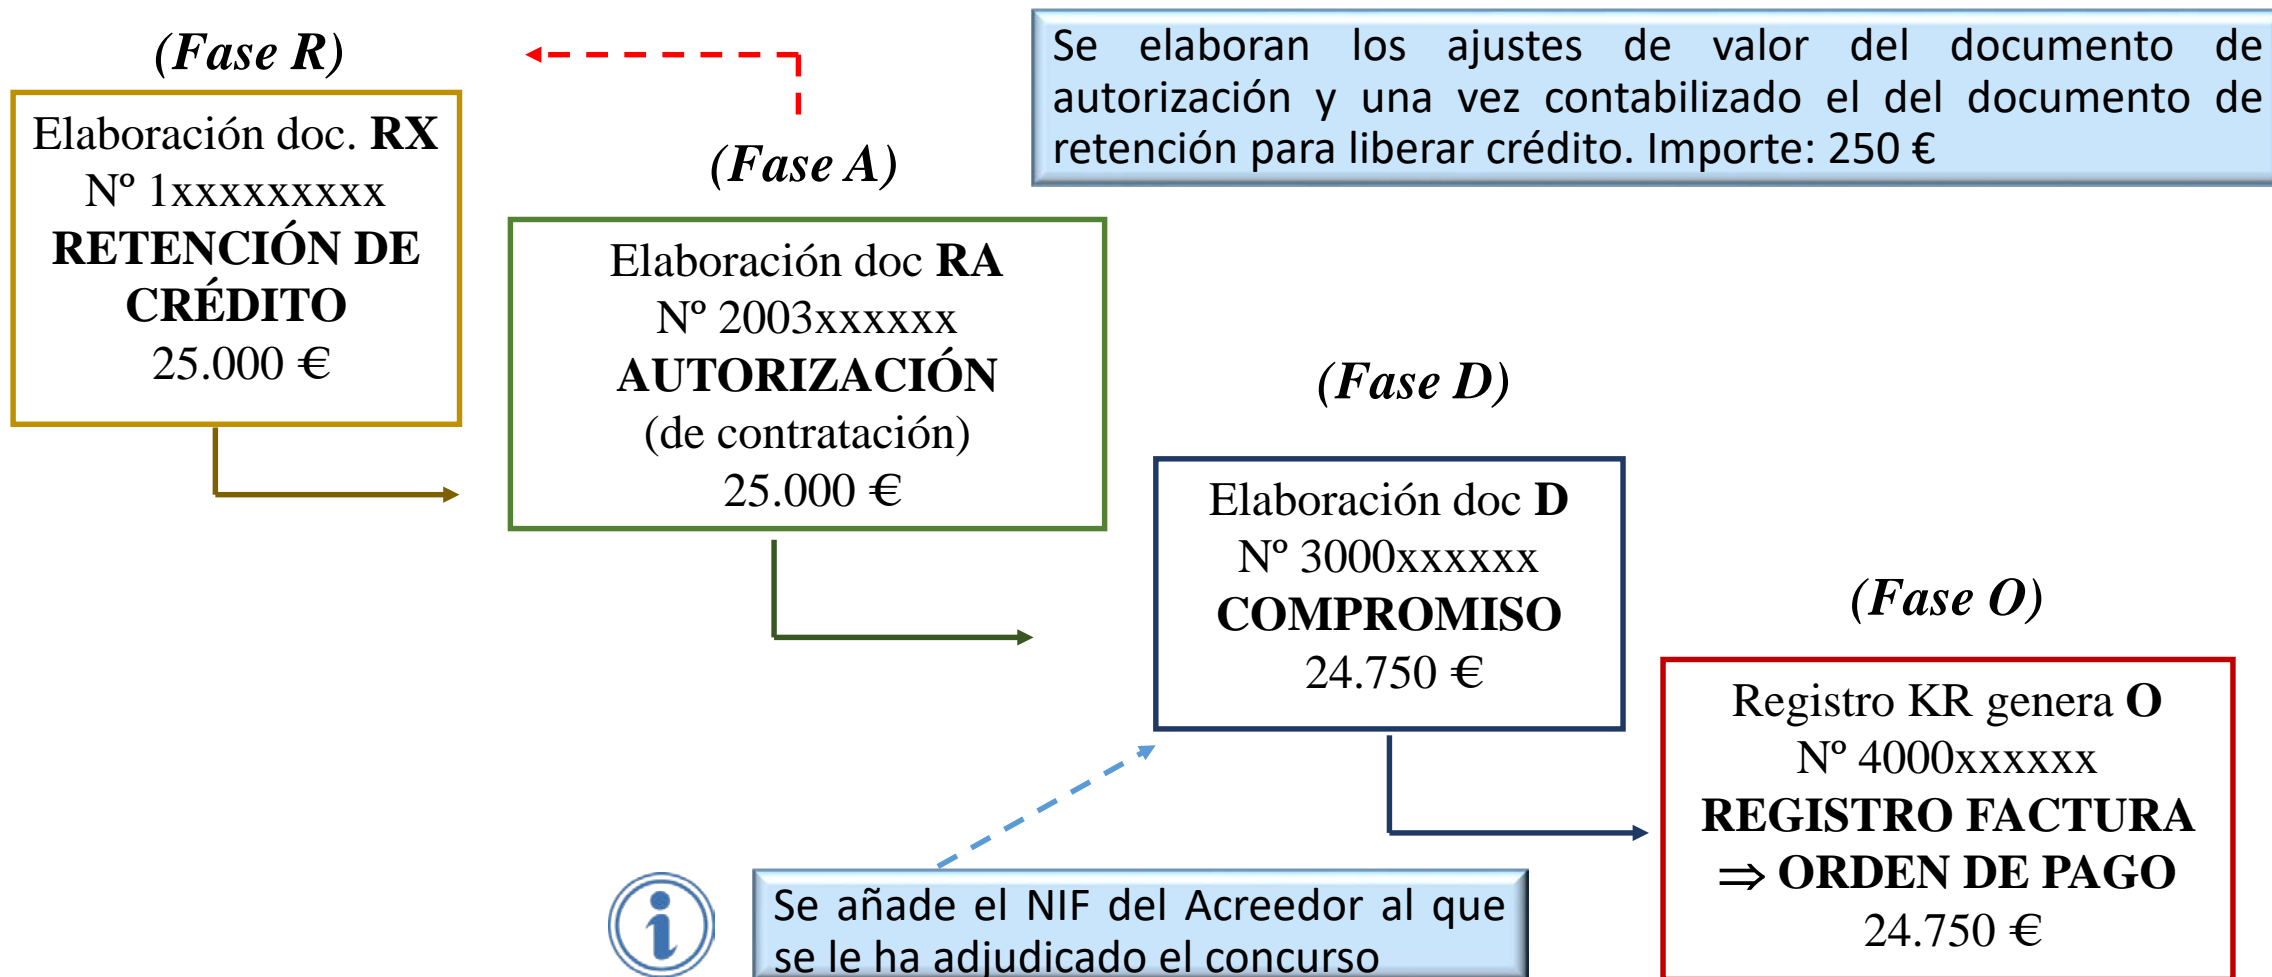 (Fase R)
Elaboración doc. RX
Nº 1xxxxxxxxx
RETENCIÓN DE
CRÉDITO
25.000 €
Se elaboran los ajustes de valor del documento de
autorización y una vez contabilizado el del documento de
retención para liberar crédito. Importe: 250 €
(Fase A)
Elaboración doc RA
Nº 2003xxxxxx
AUTORIZACIÓN
(de contratación)
25.000 €
(Fase D)
Elaboración doc D
Nº 3000xxxxxx
COMPROMISO
24.750 €
(Fase O)
Registro KR genera O
Nº 4000xxxxxx
REGISTRO FACTURA
⇒ ORDEN DE PAGO
24.750 €
i
Se añade el NIF del Acreedor al que
se le ha adjudicado el concurso